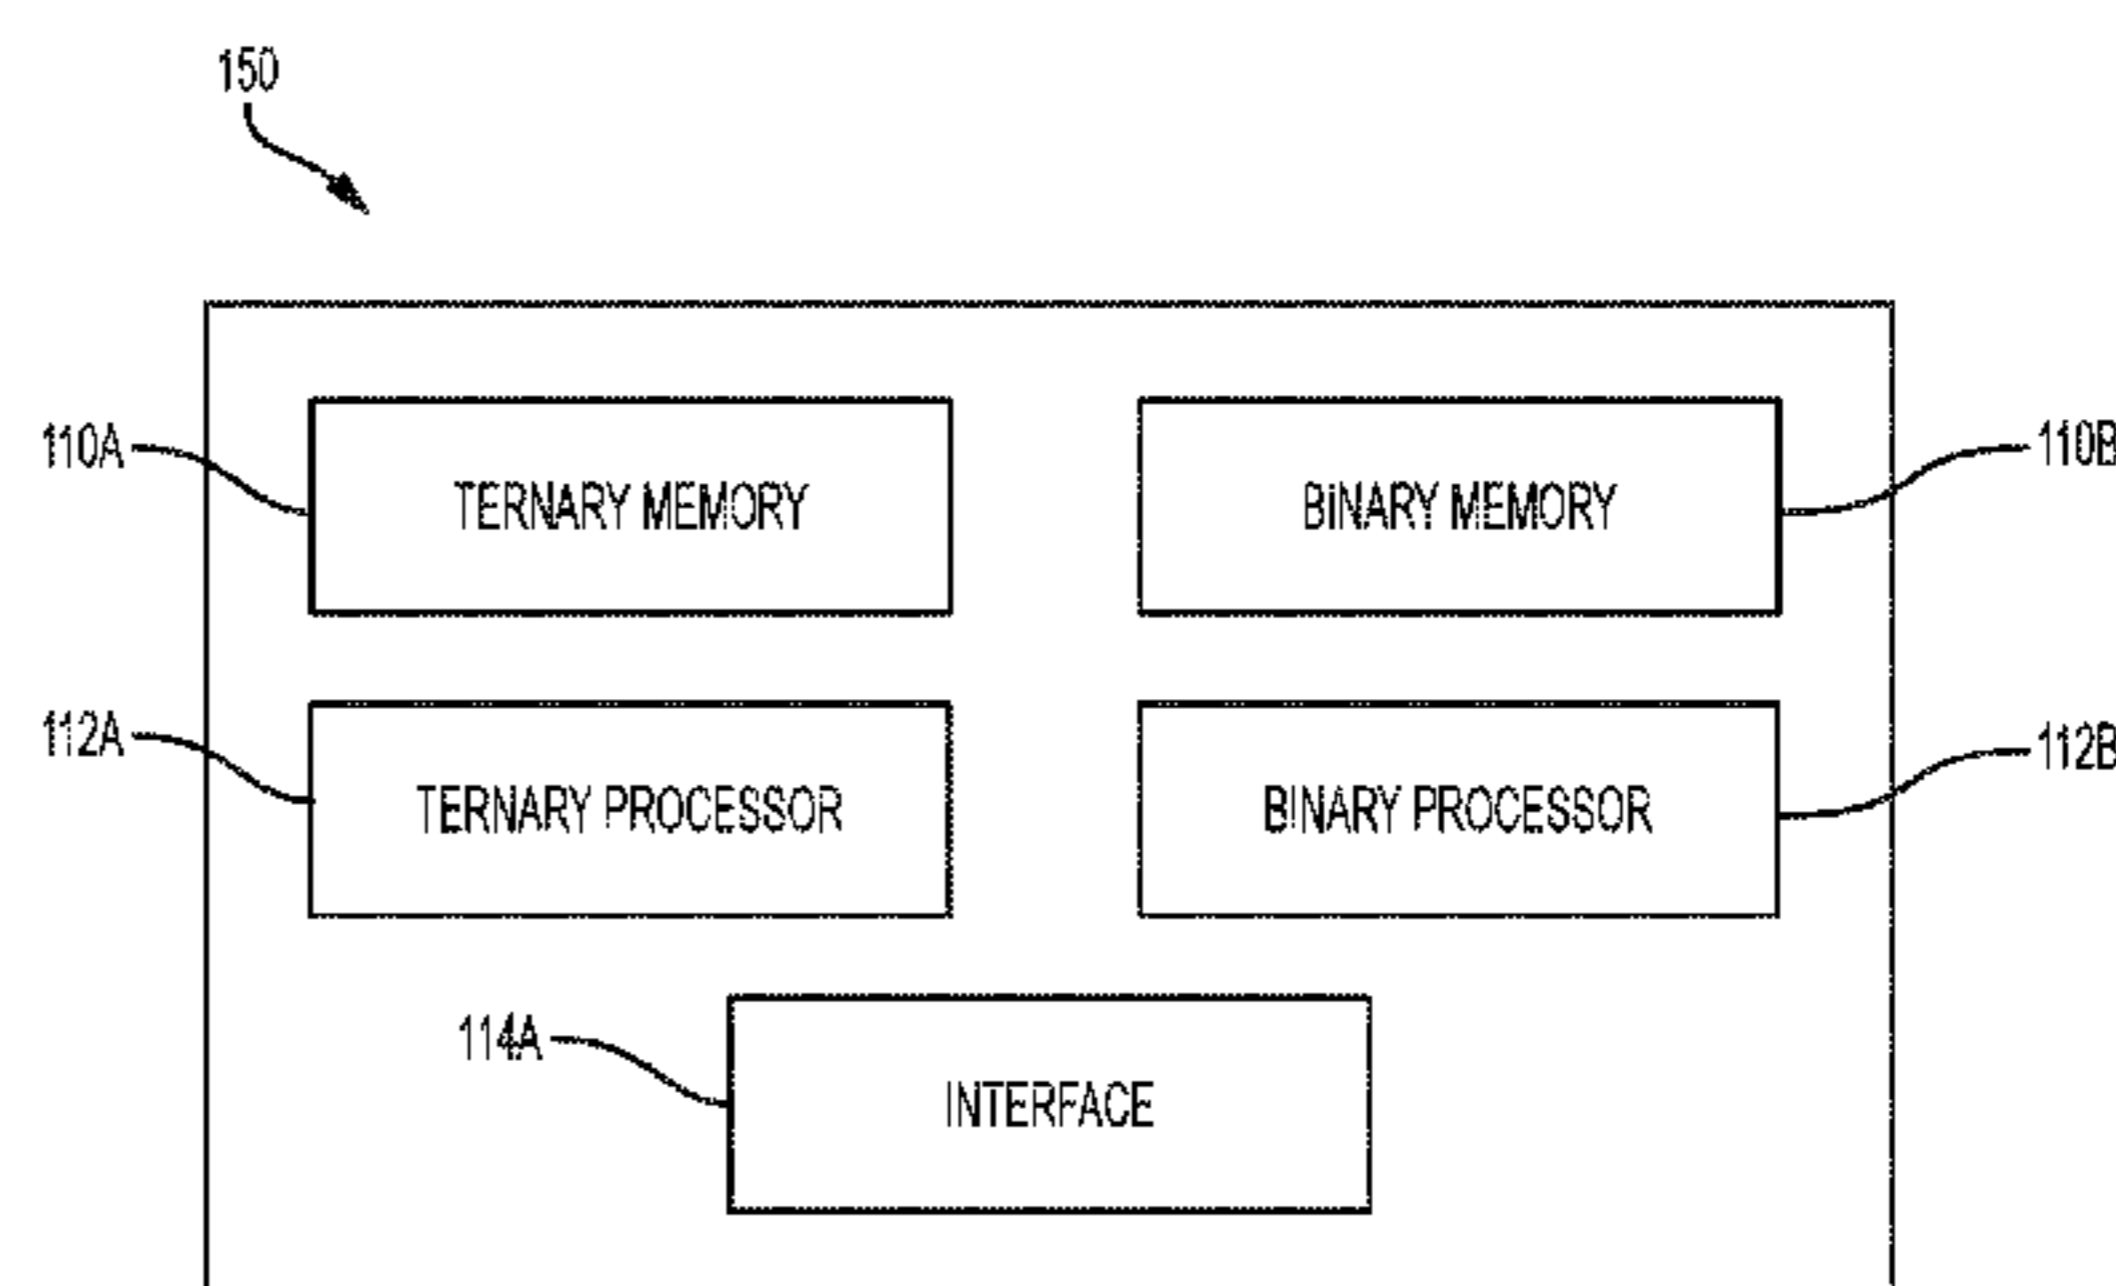 150
110A
TERNARY MEMORY
BINARY MEMORY
110B
112A
TERNARY PROCESSOR
BINARY PROCESSOR
112B
114A
INTERFACE